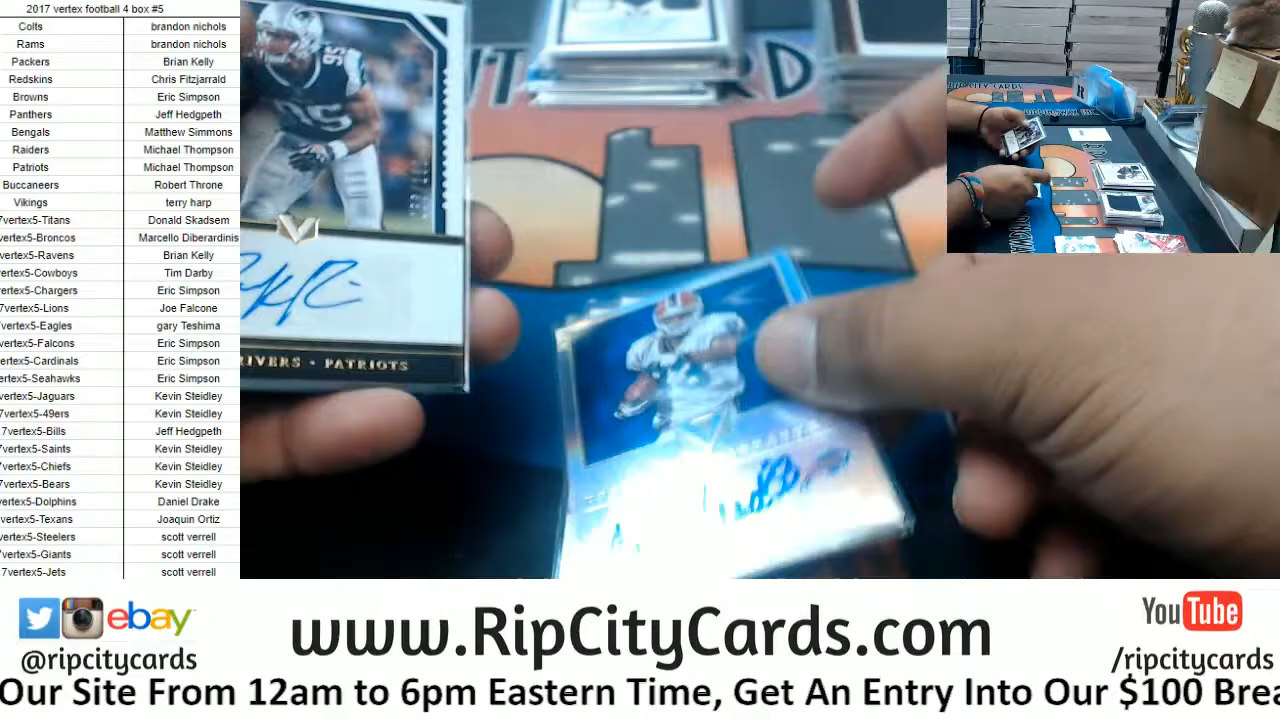 2017 vertex football 4 box #5
Colts brandon nichols
Rams brandon nichols
Packers Brian Kelly
Redskins Chris Fitzjarrald
Browns Eric Simpson
Panthers Jeff Hedgpeth
Bengals Matthew Simmons
Raiders Michael Thompson
Patriots Michael Thompson
Buccaneers Robert Throne
Vikings terry harp
7vertex5-Titans Donald Skadsem
vertex5-Broncos Marcello Diberardinis
vertex5-Ravens Brian Kelly
vertex5-Cowboys Tim Darby
vertex5-Chargers Eric Simpson
7vertex5-Lions Joe Falcone
vertex5-Eagles gary Teshima
vertex5-Falcons Eric Simpson
vertex5-Cardinals Eric Simpson
vertex5-Seahawks Eric Simpson
vertex5-Jaguars Kevin Steidley
7vertex5-49ers Kevin Steidley
17vertex5-Bills Jeff Hedgpeth
7vertex5-Saints Kevin Steidley
7vertex5-Chiefs Kevin Steidley
7vertex5-Bears Kevin Steidley
vertex5-Dolphins Daniel Drake
vertex5-Texans Joaquin Ortiz
vertex5-Steelers scott verrell
7vertex5-Giants scott verrell
7vertex5-Jets scott verrell
95
IVERS • PATRIOTS
ebay
@ripcitycards
www.RipCityCards.com
YouTube
/ripcitycards
Our Site From 12am to 6pm Eastern Time, Get An Entry Into Our $100 Brea